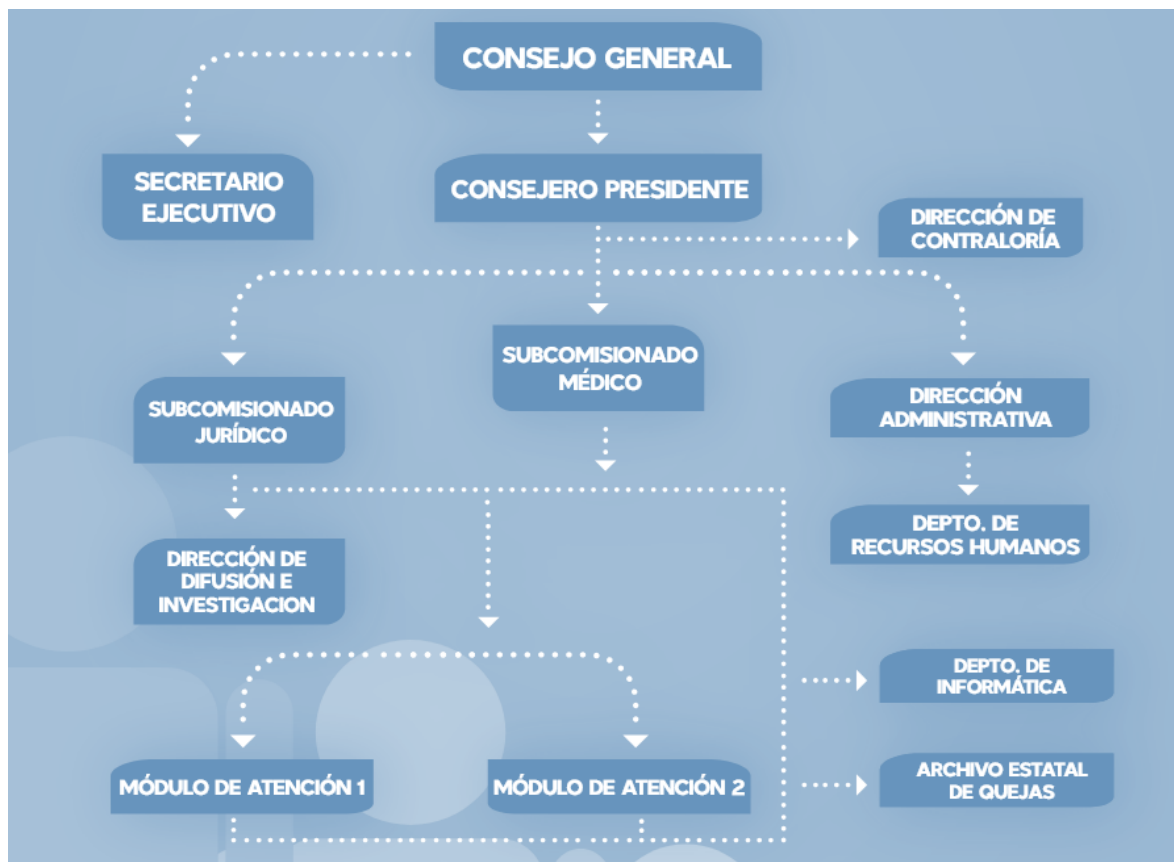 CONSEJO GENERAL
SECRETARIO
EJECUTIVO
CONSEJERO PRESIDENTE
DIRECCIÓN DE
CONTRALORÍA
SUBCOMISIONADO
MÉDICO
SUBCOMISIONADO
JURÍDICO
DIRECCIÓN
ADMINISTRATIVA
DEPTO. DE
RECURSOS HUMANOS
DIRECCIÓN DE
DIFUSIÓN E
INVESTIGACION
DEPTO. DE
INFORMÁTICA
MÓDULO DE ATENCIÓN 1
MÓDULO DE ATENCIÓN 2
ARCHIVO ESTATAL
DE QUEJAS